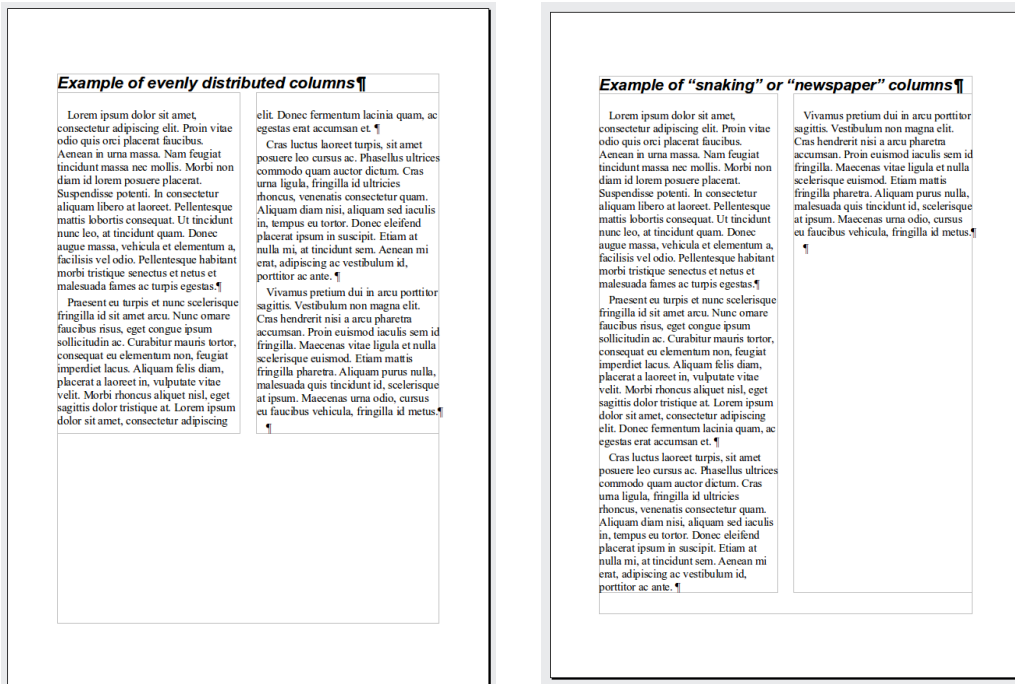 Example of evenly distributed columns¶
Lorem ipsum dolor sit amet,
consectetur adipiscing elit. Proin vitae
odio quis orci placerat faucibus.
Aenean in urna massa. Nam feugiat
tincidunt massa nec mollis. Morbi non
diam id lorem posuere placerat.
Suspendisse potenti. In consectetur
aliquam libero at laoreet. Pellentesque
mattis lobortis consequat. Ut tincidunt
nunc leo, at tincidunt quam. Donec
augue massa, vehicula et elementum a,
facilisis vel odio. Pellentesque habitant
morbi tristique senectus et netus et
malesuada fames ac turpis egestas.¶
Praesent eu turpis et nunc scelerisque
fringilla id sit amet arcu. Nunc ornare
faucibus risus, eget congue ipsum
sollicitudin ac. Curabitur mauris tortor,
consequat eu elementum non, feugiat
imperdiet lacus. Aliquam felis diam,
placerat a laoreet in, vulputate vitae
velit. Morbi rhoncus aliquet nisl, eget
sagittis dolor tristique at. Lorem ipsum
dolor sit amet, consectetur adipiscing
elit. Donec fermentum lacinia quam, ac
egestas erat accumsan et. ¶
Cras luctus laoreet turpis, sit amet
posuere leo cursus ac. Phasellus ultrices
commodo quam auctor dictum. Cras
urna ligula, fringilla id ultricies
rhoncus, venenatis consectetur quam.
Aliquam diam nisi, aliquam sed iaculis
in, tempus eu tortor. Donec eleifend
placerat ipsum in suscipit. Etiam at
nulla mi, at tincidunt sem. Aenean mi
erat, adipiscing ac vestibulum id,
porttitor ac ante. ¶
Vivamus pretium dui in arcu porttitor
sagittis. Vestibulum non magna elit.
Cras hendrerit nisi a arcu pharetra
accumsan. Proin euismod iaculis sem id
fringilla. Maecenas vitae ligula et nulla
scelerisque euismod. Etiam mattis
fringilla pharetra. Aliquam purus nulla,
malesuada quis tincidunt id, scelerisque
at ipsum. Maecenas urna odio, cursus
eu faucibus vehicula, fringilla id metus.¶
¶
Example of “snaking” or “newspaper” columns¶
Lorem ipsum dolor sit amet,
consectetur adipiscing elit. Proin vitae
odio quis orci placerat faucibus.
Aenean in urna massa. Nam feugiat
tincidunt massa nec mollis. Morbi non
diam id lorem posuere placerat.
Suspendisse potenti. In consectetur
aliquam libero at laoreet. Pellentesque
mattis lobortis consequat. Ut tincidunt
nunc leo, at tincidunt quam. Donec
augue massa, vehicula et elementum a,
facilisis vel odio. Pellentesque habitant
morbi tristique senectus et netus et
malesuada fames ac turpis egestas.¶
Praesent eu turpis et nunc scelerisque
fringilla id sit amet arcu. Nunc ornare
faucibus risus, eget congue ipsum
sollicitudin ac. Curabitur mauris tortor,
consequat eu elementum non, feugiat
imperdiet lacus. Aliquam felis diam,
placerat a laoreet in, vulputate vitae
velit. Morbi rhoncus aliquet nisl, eget
sagittis dolor tristique at. Lorem ipsum
dolor sit amet, consectetur adipiscing
elit. Donec fermentum lacinia quam, ac
egestas erat accumsan et. ¶
Cras luctus laoreet turpis, sit amet
posuere leo cursus ac. Phasellus ultrices
commodo quam auctor dictum. Cras
urna ligula, fringilla id ultricies
rhoncus, venenatis consectetur quam.
Aliquam diam nisi, aliquam sed iaculis
in, tempus eu tortor. Donec eleifend
placerat ipsum in suscipit. Etiam at
nulla mi, at tincidunt sem. Aenean mi
erat, adipiscing ac vestibulum id,
porttitor ac ante. ¶
Vivamus pretium dui in arcu porttitor
sagittis. Vestibulum non magna elit.
Cras hendrerit nisi a arcu pharetra
accumsan. Proin euismod iaculis sem id
fringilla. Maecenas vitae ligula et nulla
scelerisque euismod. Etiam mattis
fringilla pharetra. Aliquam purus nulla,
malesuada quis tincidunt id, scelerisque
at ipsum. Maecenas urna odio, cursus
eu faucibus vehicula, fringilla id metus.¶
¶